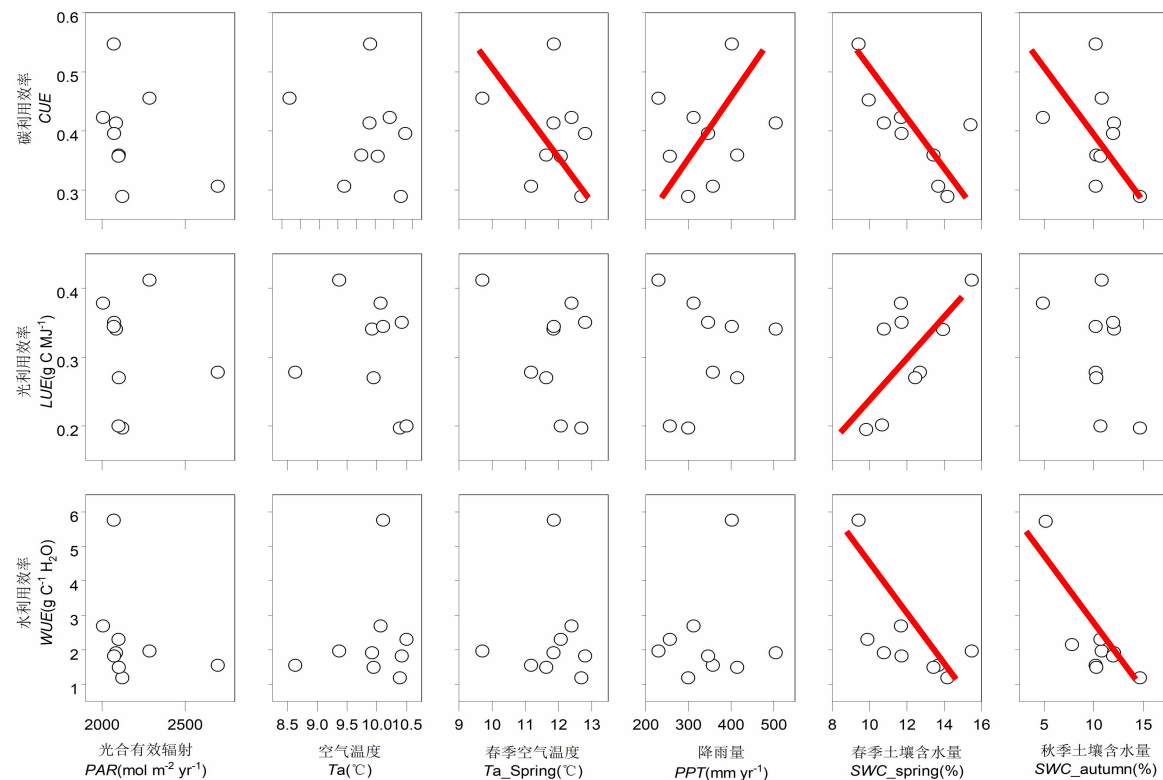 0.6
0.5
0.4
0.3
碳利用效率
CUE
0.4
0.3
0.2
光利用效率
LUE(g C MJ⁻¹)
6
5
4
3
2
1
水利用效率
WUE(g C⁻¹ H₂O)
2000 2500
8.5 9.0 9.5 10.0 10.5
9 10 11 12 13
200 300 400 500
8 10 12 14 16
5 10 15
光合有效辐射
PAR(mol m⁻² yr⁻¹)
空气温度
Ta(℃)
春季空气温度
Ta_Spring(℃)
降雨量
PPT(mm yr⁻¹)
春季土壤含水量
SWC_spring(%)
秋季土壤含水量
SWC_autumn(%)